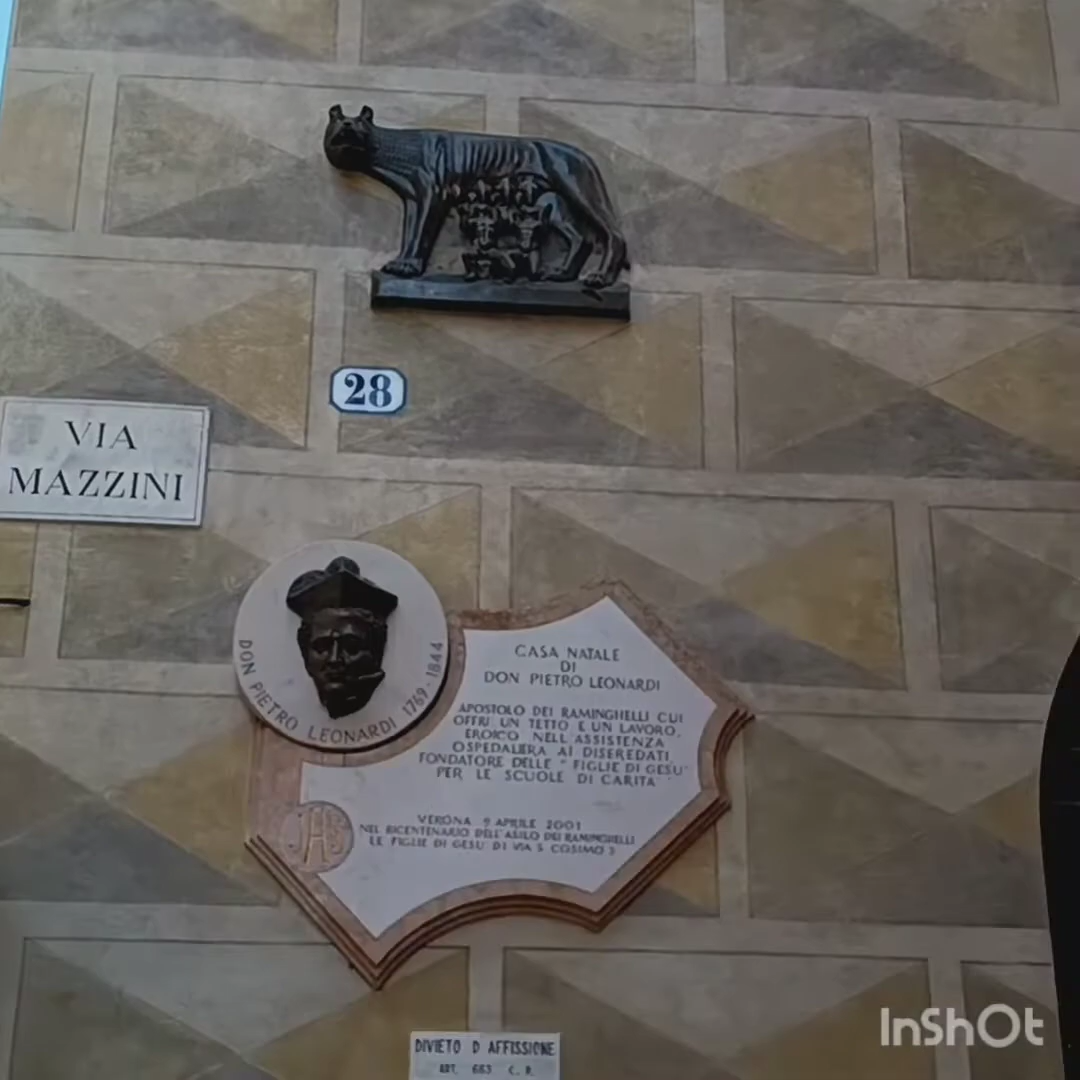 28
VIA
MAZZINI
DON PIETRO LEONARDI 1769-1844
CASA NATALE
DI
DON PIETRO LEONARDI
APOSTOLO DEI RAMINGHELLI CUI
OFFRI UN TETTO E UN LAVORO,
EROICO NELL'ASSISTENZA
OSPEDALIERA AI DISEREDATI,
FONDATORE DELLE "FIGLIE DI GESU'
PER LE SCUOLE DI CARITA'"
VERONA 9 APRILE 2001
NEL BICENTENARIO DELL'ASILO DEI RAMINGHELLI
LE FIGLIE DI GESU' DI VIA S. COSIMO 3
DIVIETO D AFFISSIONE
ART. 663 C. P.
InShOt